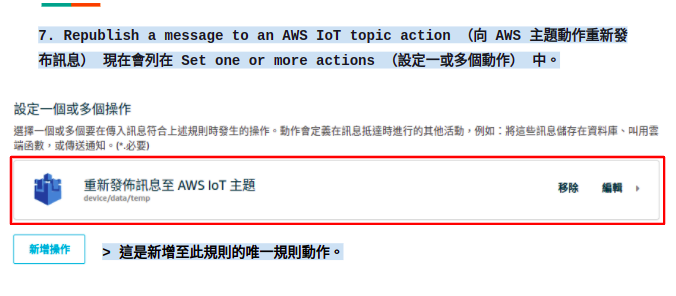 7. Republish a message to an AWS IoT topic action （向 AWS 主題動作重新發
布訊息） 現在會列在 Set one or more actions （設定一或多個動作） 中。
設定一個或多個操作
選擇一個或多個要在傳入訊息符合上述規則時發生的操作。動作會定義在訊息抵達時進行的其他活動，例如：將這些訊息儲存在資料庫、叫用雲
端函數，或傳送通知。(*.必要)
重新發佈訊息至 AWS IoT 主題
移除 編輯
device/data/temp
新增操作
> 這是新增至此規則的唯一規則動作。